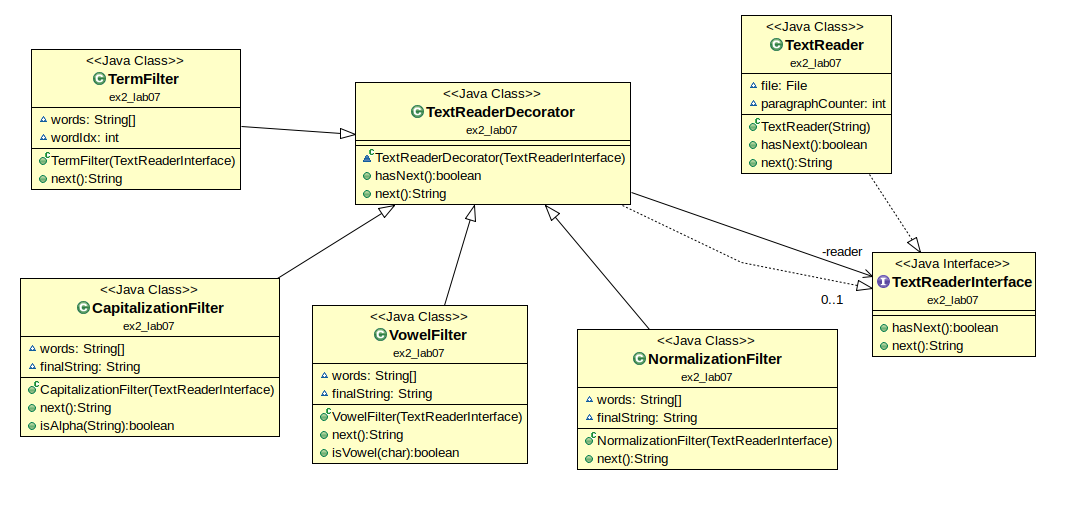 <<Java Class>>
TermFilter
ex2_lab07
words: String[]
wordIdx: int
TermFilter(TextReaderInterface)
next():String
<<Java Class>>
TextReaderDecorator
ex2_lab07
TextReaderDecorator(TextReaderInterface)
hasNext():boolean
next():String
<<Java Class>>
TextReader
ex2_lab07
file: File
paragraphCounter: int
TextReader(String)
hasNext():boolean
next():String
-reader
0..1
<<Java Interface>>
TextReaderInterface
ex2_lab07
hasNext():boolean
next():String
<<Java Class>>
CapitalizationFilter
ex2_lab07
words: String[]
finalString: String
CapitalizationFilter(TextReaderInterface)
next():String
isAlpha(String):boolean
<<Java Class>>
VowelFilter
ex2_lab07
words: String[]
finalString: String
VowelFilter(TextReaderInterface)
next():String
isVowel(char):boolean
<<Java Class>>
NormalizationFilter
ex2_lab07
words: String[]
finalString: String
NormalizationFilter(TextReaderInterface)
next():String